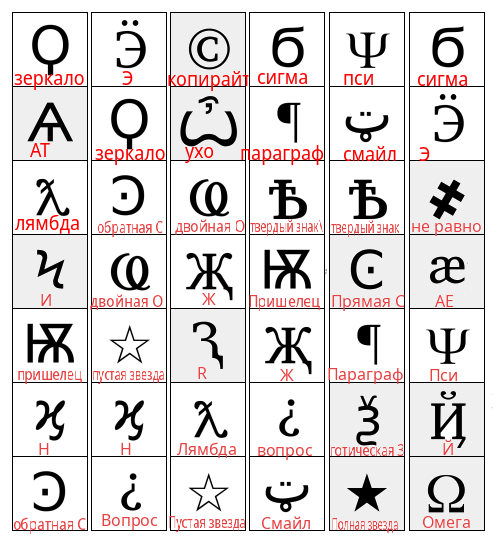 Ϙ Ӭ © б Ψ б
зеркало Э копирайт сигма пси сигма
Ѧ Ϙ Ѽ ¶ ټ Ӭ
АТ зеркало ухо параграф смайл Э
ƛ Ͽ Ҩ Ѣ Ѣ ҂
лямбда обратная С двойная О твердый знак\ твердый знак не равно
Ϟ Ҩ Җ Ѭ Ͼ æ
И двойная О Ж Пришелец Прямая С АЕ
Ѭ ☆ Ԇ Җ ¶ Ψ
пришелец пустая звезда R Ж Параграф Пси
ϗ ϗ ƛ ¿ Ѯ Ҋ
Н Н Лямбда вопрос готическая З Й
Ͽ ¿ ☆ ټ ★ Ω
обратная С Вопрос Пустая звезда Смайл Полная звезда Омега